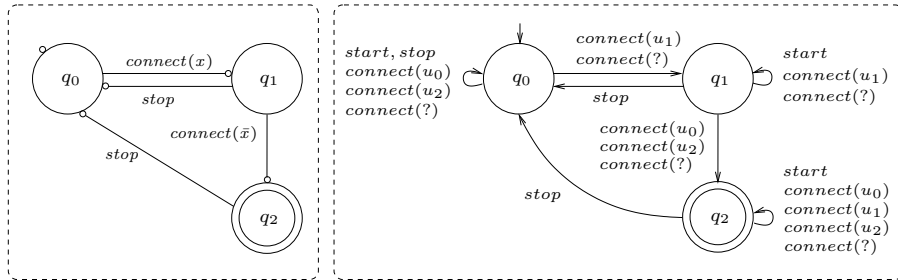 q0
connect(x)
q1
stop
connect(x̄)
stop
q2
start, stop
connect(u0)
connect(u2)
connect(?)
q0
connect(u1)
connect(?)
stop
q1
start
connect(u1)
connect(?)
connect(u0)
connect(u2)
connect(?)
stop
q2
start
connect(u0)
connect(u1)
connect(u2)
connect(?)